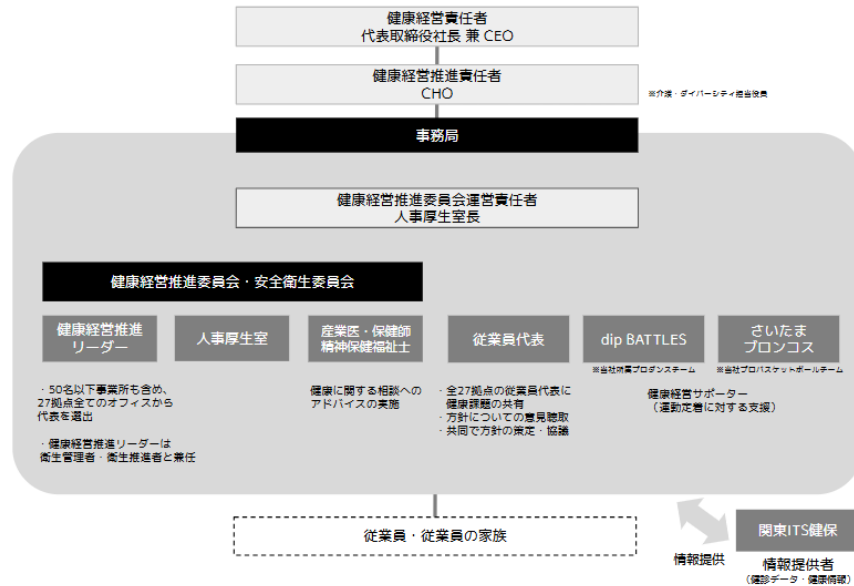 健康経営責任者
代表取締役社長 兼 CEO
健康経営推進責任者
CHO
※介護・ダイバーシティ担当役員
事務局
健康経営推進委員会運営責任者
人事厚生室長
健康経営推進委員会・安全衛生委員会
健康経営推進
リーダー
人事厚生室
産業医・保健師
精神保健福祉士
従業員代表
dip BATTLES
さいたま
ブロンコス
※当社所属プロダンスチーム
※当社プロバスケットボールチーム
・50名以下事業所も含め、
27拠点全てのオフィスから
代表を選出
・健康経営推進リーダーは
衛生管理者・衛生推進者と兼任
健康に関する相談への
アドバイスの実施
・全27拠点の従業員代表に
健康課題の共有
・方針についての意見聴取
・共同で方針の策定・協議
健康経営サポーター
（運動定着に対する支援）
従業員・従業員の家族
情報提供
関東ITS健保
情報提供者
（健診データ・健康情報）